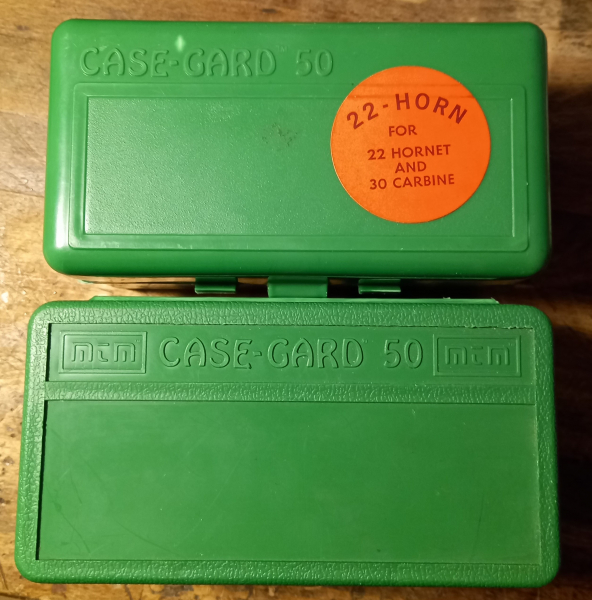 CASE-GARD 50
22-HORN
FOR
22 HORNET
AND
30 CARBINE
mtm CASE-GARD 50 mtm